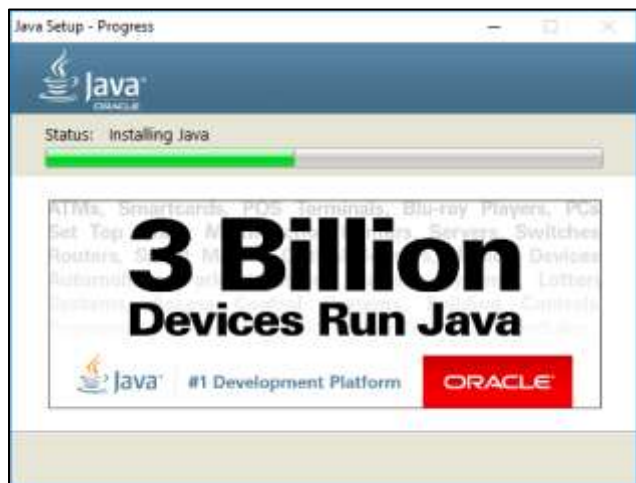 Java Setup - Progress
Java
ORACLE
Status: Installing Java
ATMs, Smartcards, POS Terminals, Blu-ray Players, PCs
Set Top Servers, Switches
Routers, Devices
3 Billion
Devices Run Java
Java #1 Development Platform ORACLE